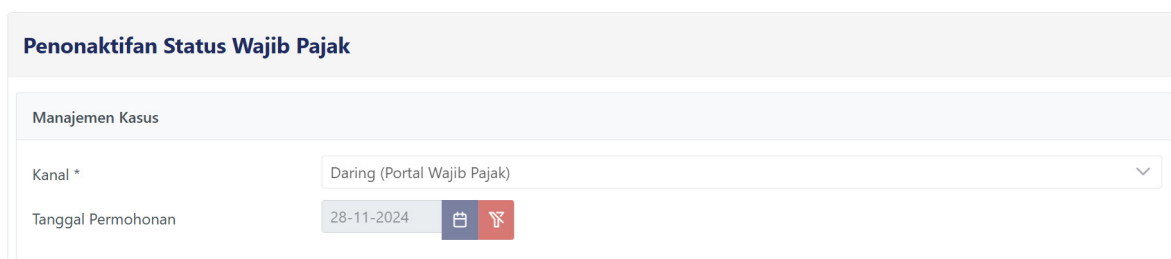 Penonaktifan Status Wajib Pajak
Manajemen Kasus
Kanal * Daring (Portal Wajib Pajak)
Tanggal Permohonan 28-11-2024